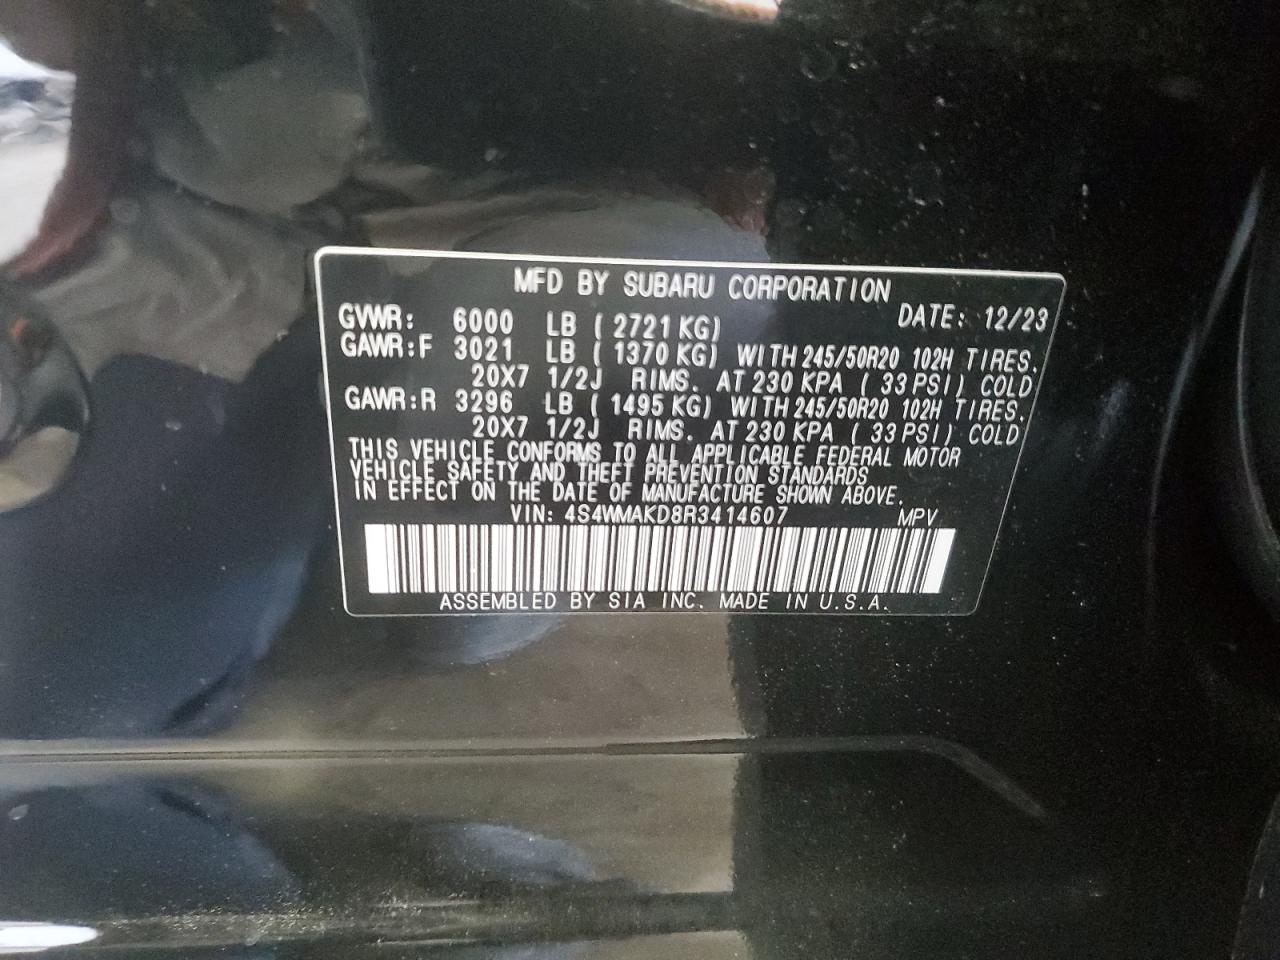 MFD BY SUBARU CORPORATION
GVWR: 6000 LB ( 2721 KG) DATE: 12/23
GAWR:F 3021 LB ( 1370 KG) WITH 245/50R20 102H TIRES.
20X7 1/2J RIMS. AT 230 KPA ( 33 PSI) COLD
GAWR:R 3296 LB ( 1495 KG) WITH 245/50R20 102H TIRES.
20X7 1/2J RIMS. AT 230 KPA ( 33 PSI) COLD
THIS VEHICLE CONFORMS TO ALL APPLICABLE FEDERAL MOTOR
VEHICLE SAFETY AND THEFT PREVENTION STANDARDS
IN EFFECT ON THE DATE OF MANUFACTURE SHOWN ABOVE.
VIN: 4S4WMAKD8R3414607 MPV
ASSEMBLED BY SIA INC. MADE IN U.S.A.